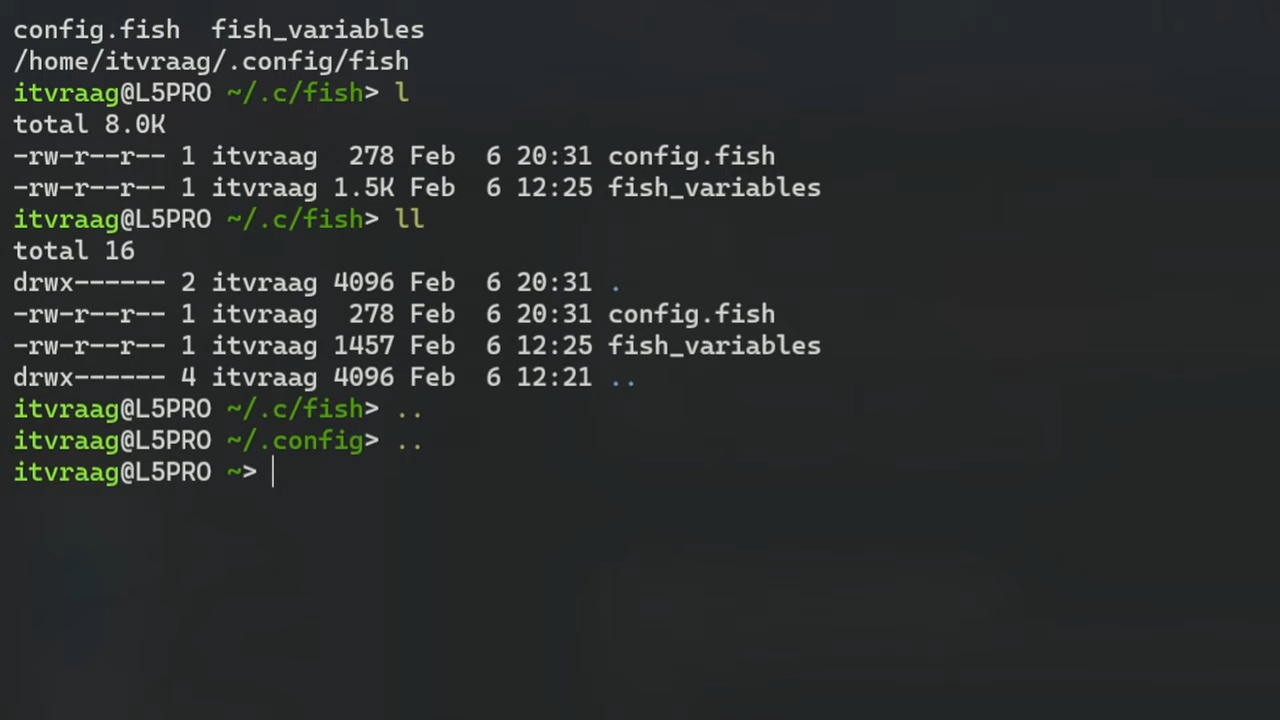 config.fish  fish_variables
/home/itvraag/.config/fish
itvraag@L5PRO ~/.c/fish> l
total 8.0K
-rw-r--r-- 1 itvraag  278 Feb  6 20:31 config.fish
-rw-r--r-- 1 itvraag 1.5K Feb  6 12:25 fish_variables
itvraag@L5PRO ~/.c/fish> ll
total 16
drwx------ 2 itvraag 4096 Feb  6 20:31 .
-rw-r--r-- 1 itvraag  278 Feb  6 20:31 config.fish
-rw-r--r-- 1 itvraag 1457 Feb  6 12:25 fish_variables
drwx------ 4 itvraag 4096 Feb  6 12:21 ..
itvraag@L5PRO ~/.c/fish> ..
itvraag@L5PRO ~/.config> ..
itvraag@L5PRO ~>